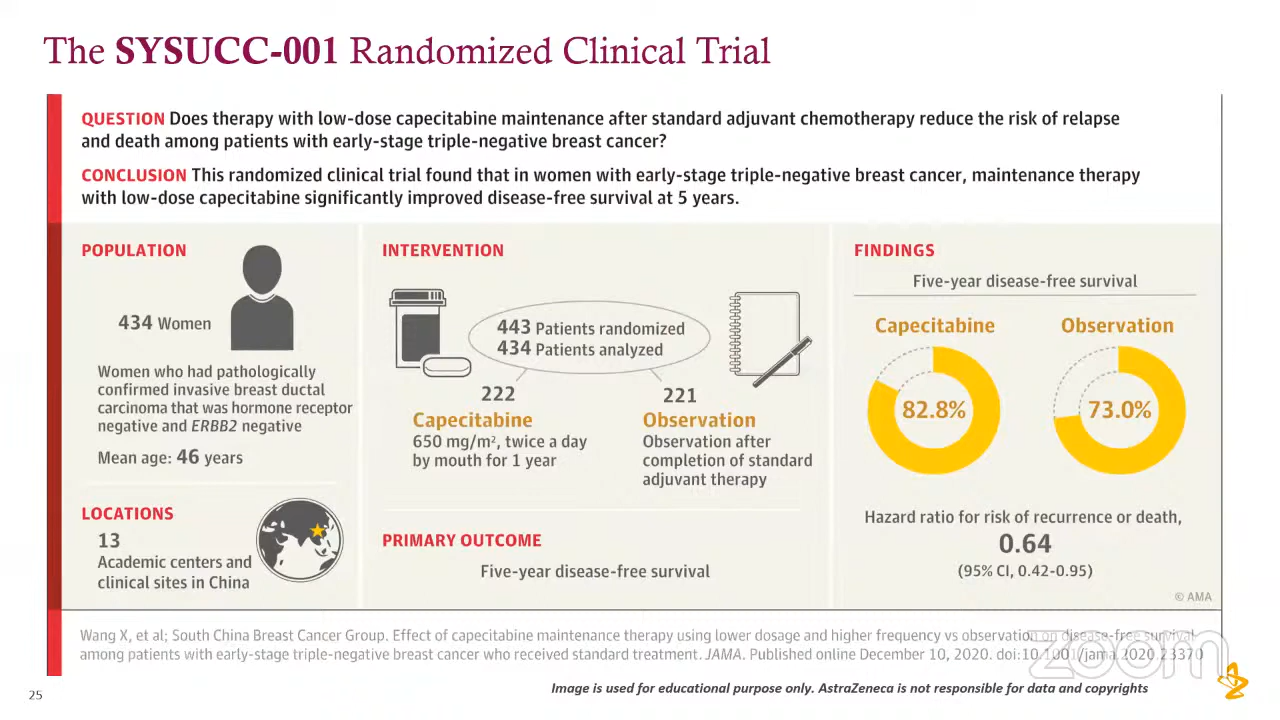 The SYSUCC-001 Randomized Clinical Trial
QUESTION Does therapy with low-dose capecitabine maintenance after standard adjuvant chemotherapy reduce the risk of relapse
and death among patients with early-stage triple-negative breast cancer?
CONCLUSION This randomized clinical trial found that in women with early-stage triple-negative breast cancer, maintenance therapy
with low-dose capecitabine significantly improved disease-free survival at 5 years.
POPULATION
434 Women
Women who had pathologically
confirmed invasive breast ductal
carcinoma that was hormone receptor
negative and ERBB2 negative
Mean age: 46 years
LOCATIONS
13
Academic centers and
clinical sites in China
INTERVENTION
443 Patients randomized
434 Patients analyzed
222
Capecitabine
650 mg/m², twice a day
by mouth for 1 year
221
Observation
Observation after
completion of standard
adjuvant therapy
PRIMARY OUTCOME
Five-year disease-free survival
FINDINGS
Five-year disease-free survival
Capecitabine
Observation
82.8%
73.0%
Hazard ratio for risk of recurrence or death,
0.64
(95% CI, 0.42-0.95)
© AMA
Wang X, et al; South China Breast Cancer Group. Effect of capecitabine maintenance therapy using lower dosage and higher frequency vs observation on disease-free survival
among patients with early-stage triple-negative breast cancer who received standard treatment. JAMA. Published online December 10, 2020. doi:10.1001/jama.2020.23370
zoom
25
Image is used for educational purpose only. AstraZeneca is not responsible for data and copyrights